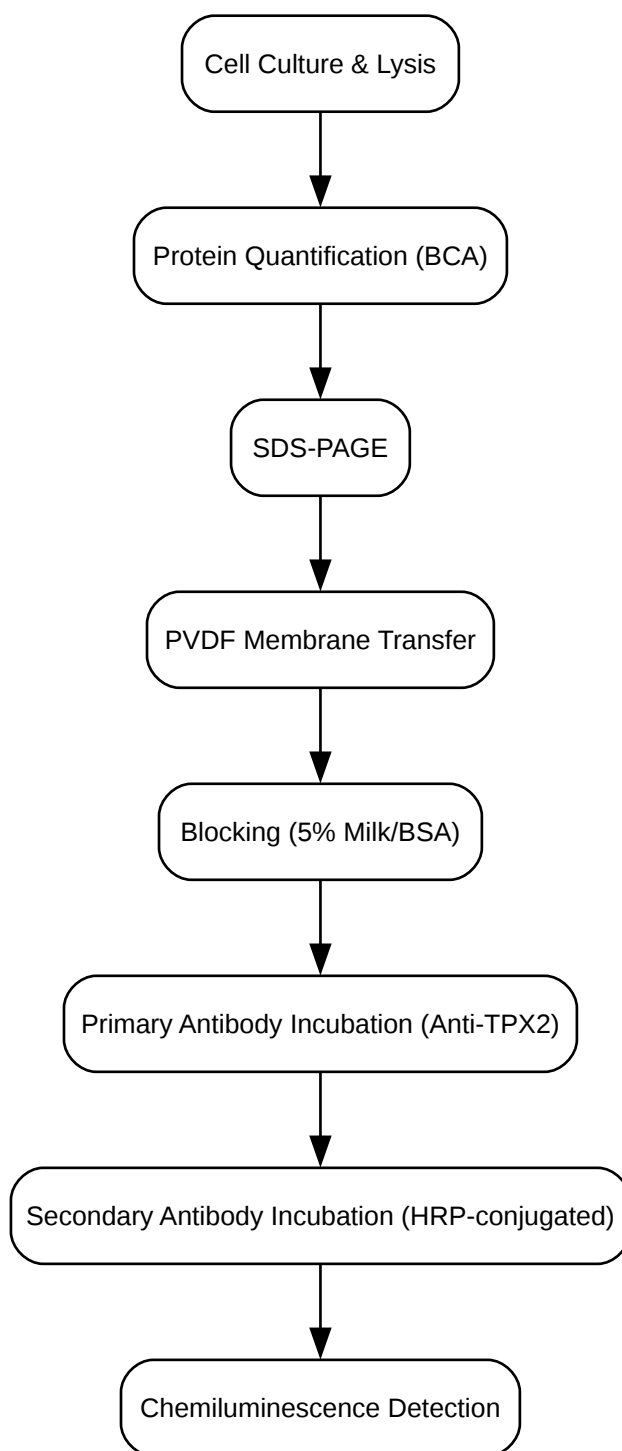 Cell Culture & Lysis
Protein Quantification (BCA)
SDS-PAGE
PVDF Membrane Transfer
Blocking (5% Milk/BSA)
Primary Antibody Incubation (Anti-TPX2)
Secondary Antibody Incubation (HRP-conjugated)
Chemiluminescence Detection